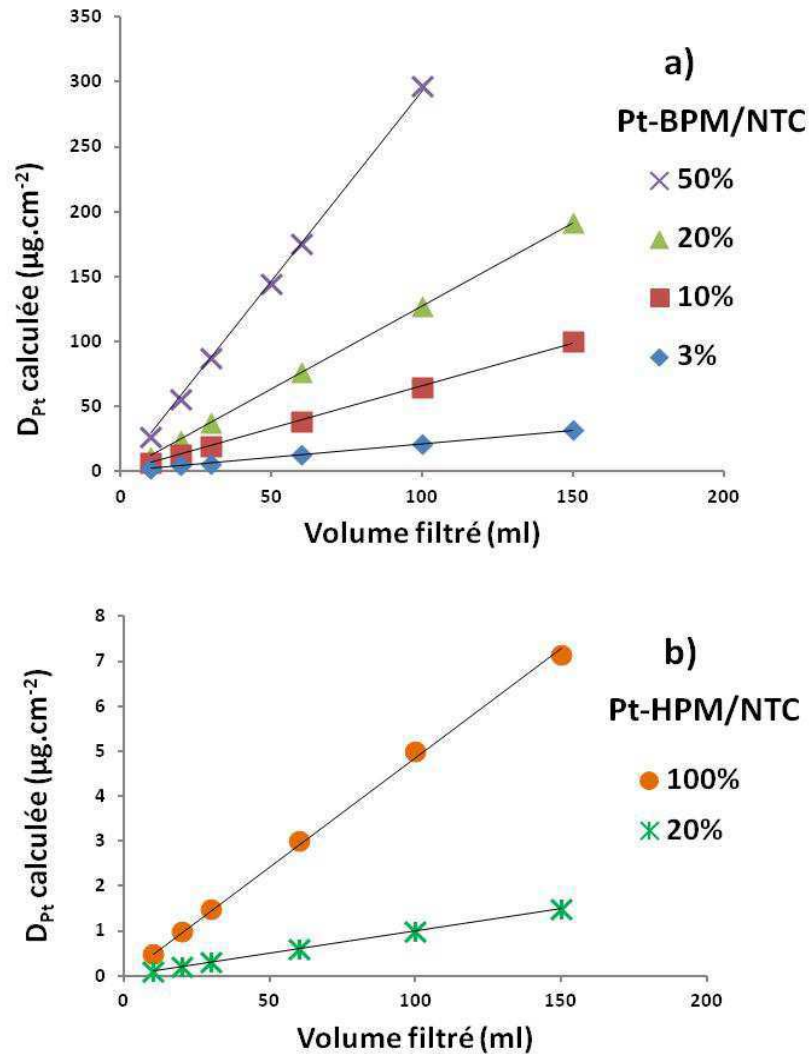 350
300
250
200
150
100
50
0
0 50 100 150 200
D_Pt calculée (µg.cm⁻²)
Volume filtré (ml)
a)
Pt-BPM/NTC
50%
20%
10%
3%
8
7
6
5
4
3
2
1
0
0 50 100 150 200
D_Pt calculée (µg.cm⁻²)
Volume filtré (ml)
b)
Pt-HPM/NTC
100%
20%